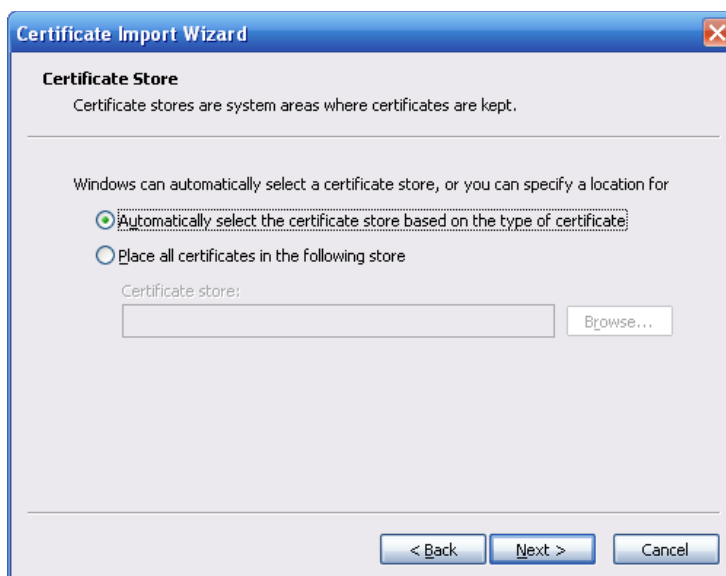 Certificate Import Wizard
Certificate Store
Certificate stores are system areas where certificates are kept.
Windows can automatically select a certificate store, or you can specify a location for
Automatically select the certificate store based on the type of certificate
Place all certificates in the following store
Certificate store:
Browse...
< Back Next > Cancel